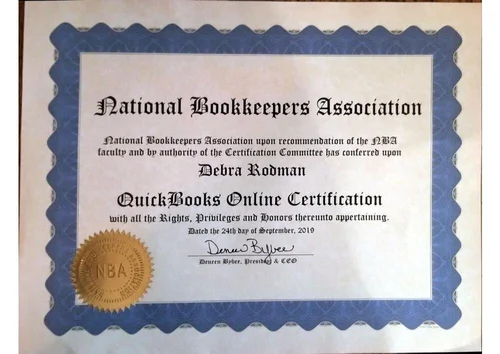 National Bookkeepers Association
National Bookkeepers Association upon recommendation of the NBA
faculty and by authority of the Certification Committee has conferred upon
Debra Rodman
QuickBooks Online Certification
with all the Rights, Privileges and Honors thereunto appertaining.
Dated the 24th day of September, 2019
Deneen Bybee
Deneen Bybee, President & CEO
NBA